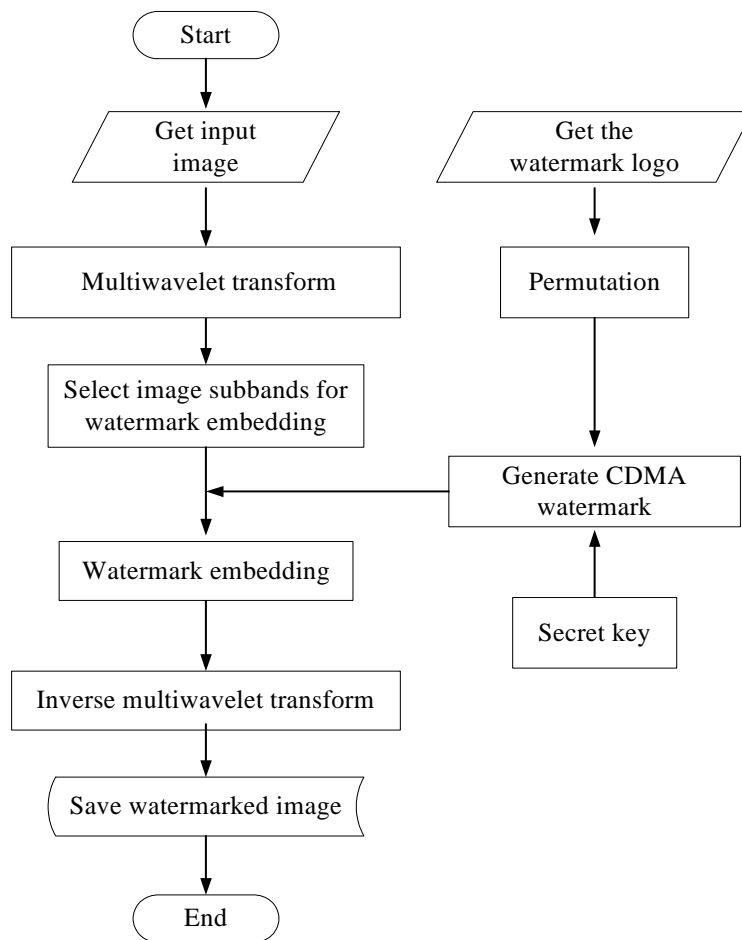 Start
Get input
image
Get the
watermark logo
Multiwavelet transform
Permutation
Select image subbands for
watermark embedding
Generate CDMA
watermark
Watermark embedding
Secret key
Inverse multiwavelet transform
Save watermarked image
End